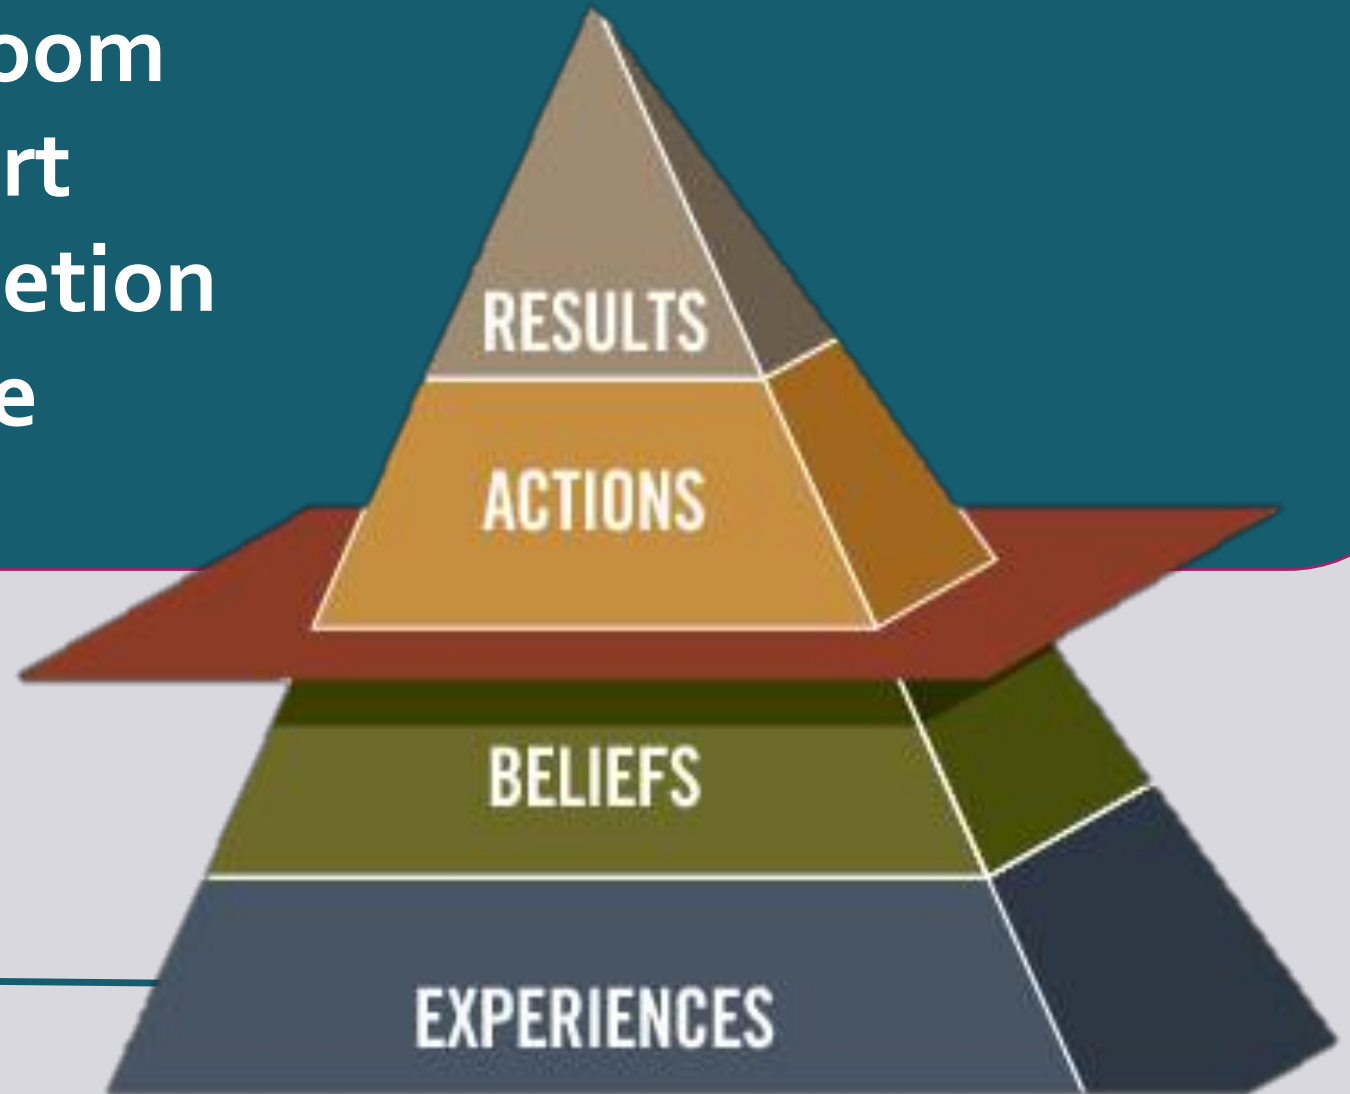 oom
rt
etion
e
RESULTS
ACTIONS
BELIEFS
EXPERIENCES